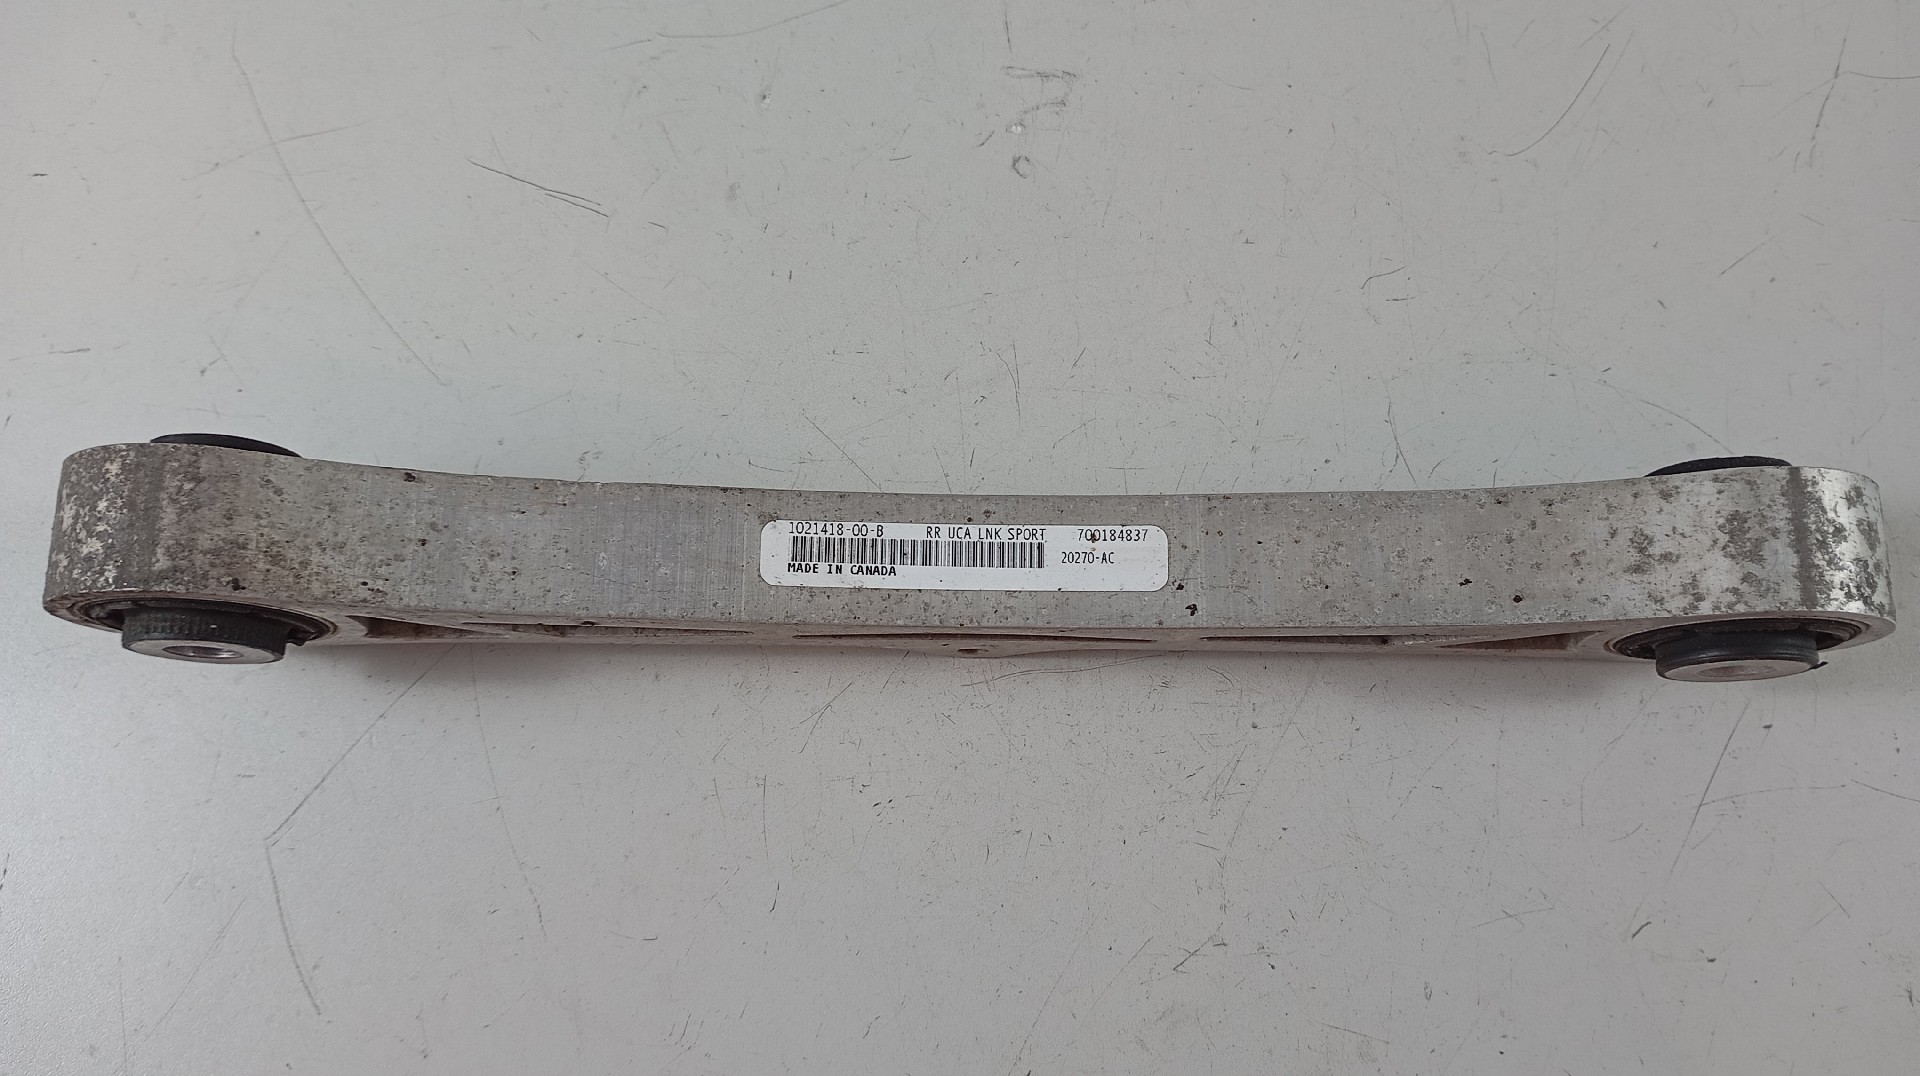 1021418-00-B RR UCA LNK SPORT 700184837
20270-AC
MADE IN CANADA